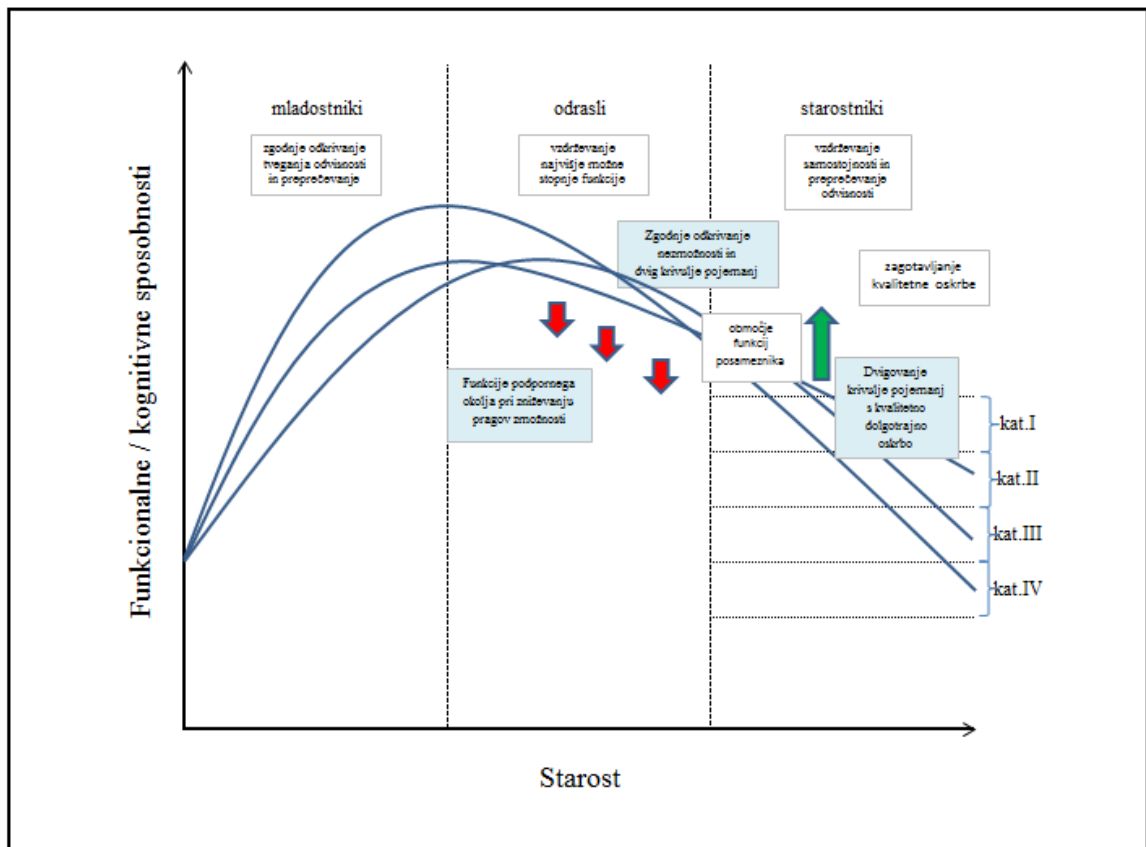 mladostniki
zgodnje odkrivanje
tveganja odvisnosti
in preprečevanje
odrasli
vzdrževanje
najvišje možne
stopnje funkcije
starostniki
vzdrževanje
samostojnosti in
preprečevanje
odvisnosti
Zgodnje odkrivanje
nezmožnosti in
dvig krivulje pojemanj
zagotavljanje
kvalitetne oskrbe
območje
funkcij
posameznika
Funkcije podpornega
okolja pri zniževanju
pragov zmožnosti
Dvigovanje
krivulje pojemanj
s kvalitetno
dolgotrajno
oskrbo
kat.I
kat.II
kat.III
kat.IV
Funkcionalne / kognitivne sposobnosti
Starost